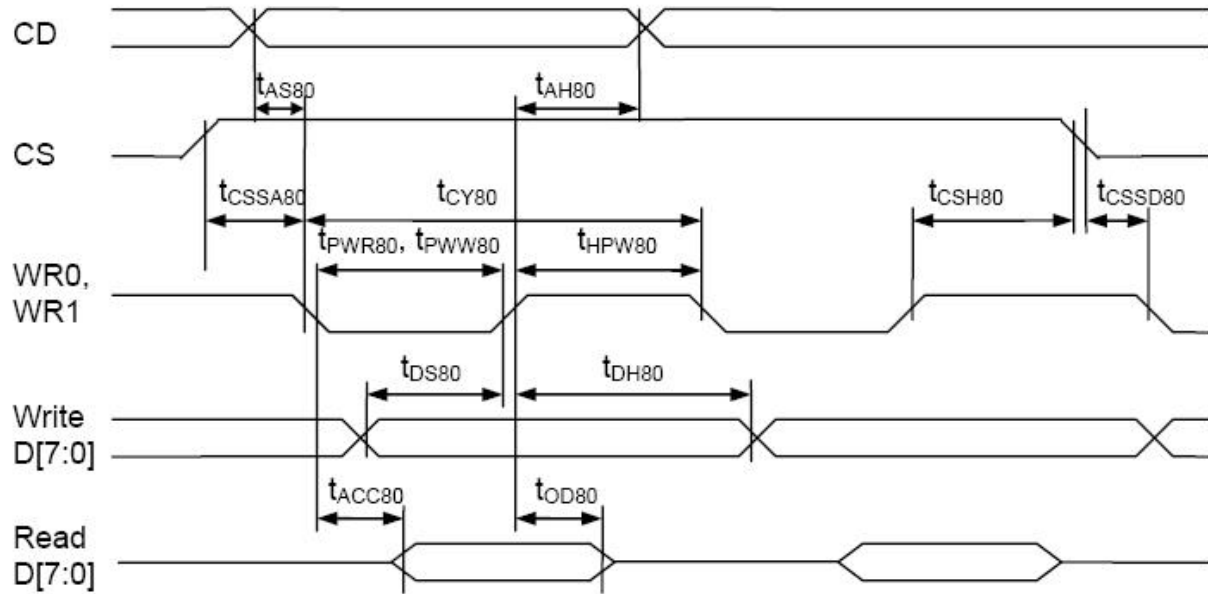 CD
tAS80 tAH80
CS
tCSSA80 tCY80 tCSH80 tCSSD80
tPWR80, tPWW80 tHPW80
WR0,
WR1
tDS80 tDH80
Write
D[7:0]
tACC80 tOD80
Read
D[7:0]